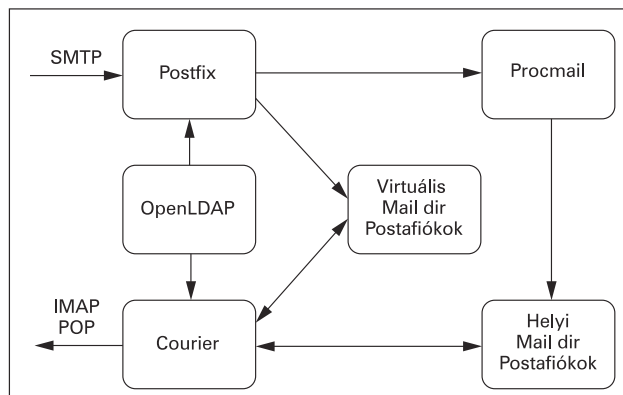 SMTP
Postfix
Procmail
OpenLDAP
Virtuális
Mail dir
Postafiókok
IMAP
POP
Courier
Helyi
Mail dir
Postafiókok